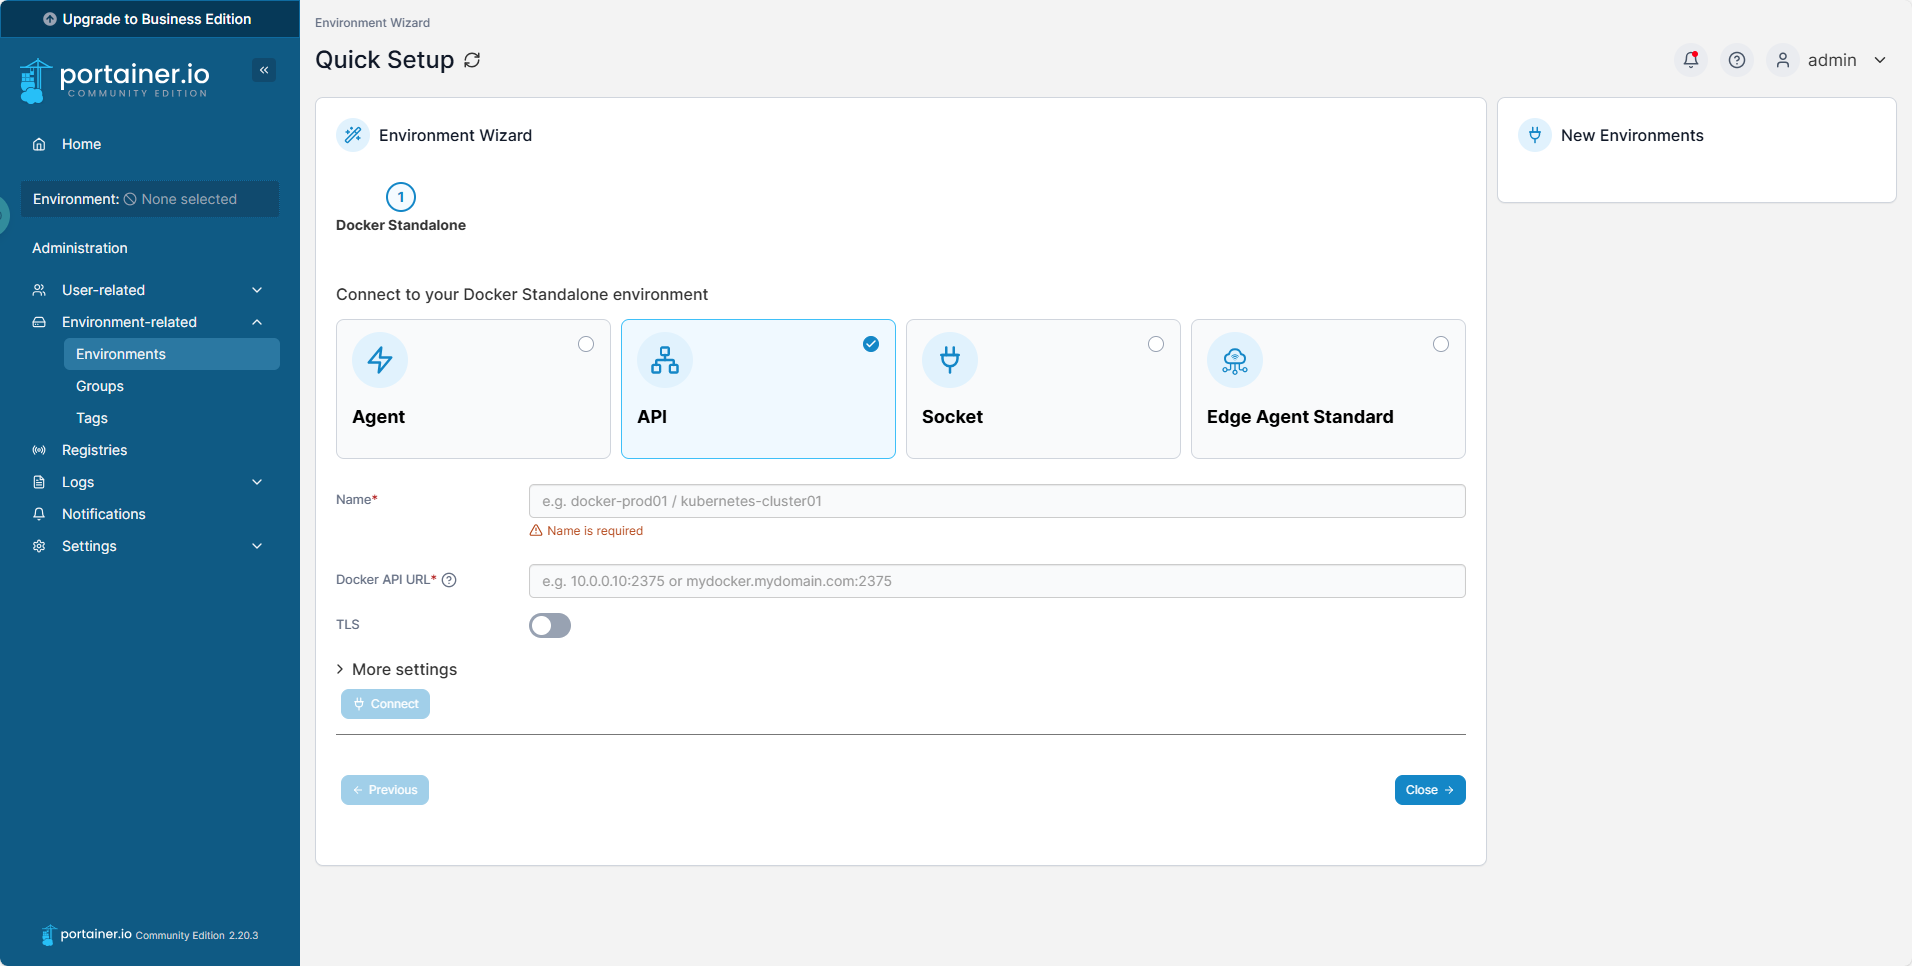 Upgrade to Business Edition
portainer.io
COMMUNITY EDITION
Home
Environment: None selected
Administration
User-related
Environment-related
Environments
Groups
Tags
Registries
Logs
Notifications
Settings
portainer.io Community Edition 2.20.3
Environment Wizard
Quick Setup
admin
Environment Wizard
1
Docker Standalone
Connect to your Docker Standalone environment
Agent
API
Socket
Edge Agent Standard
Name*
e.g. docker-prod01 / kubernetes-cluster01
Name is required
Docker API URL*
e.g. 10.0.0.10:2375 or mydocker.mydomain.com:2375
TLS
More settings
Connect
Previous
Close
New Environments